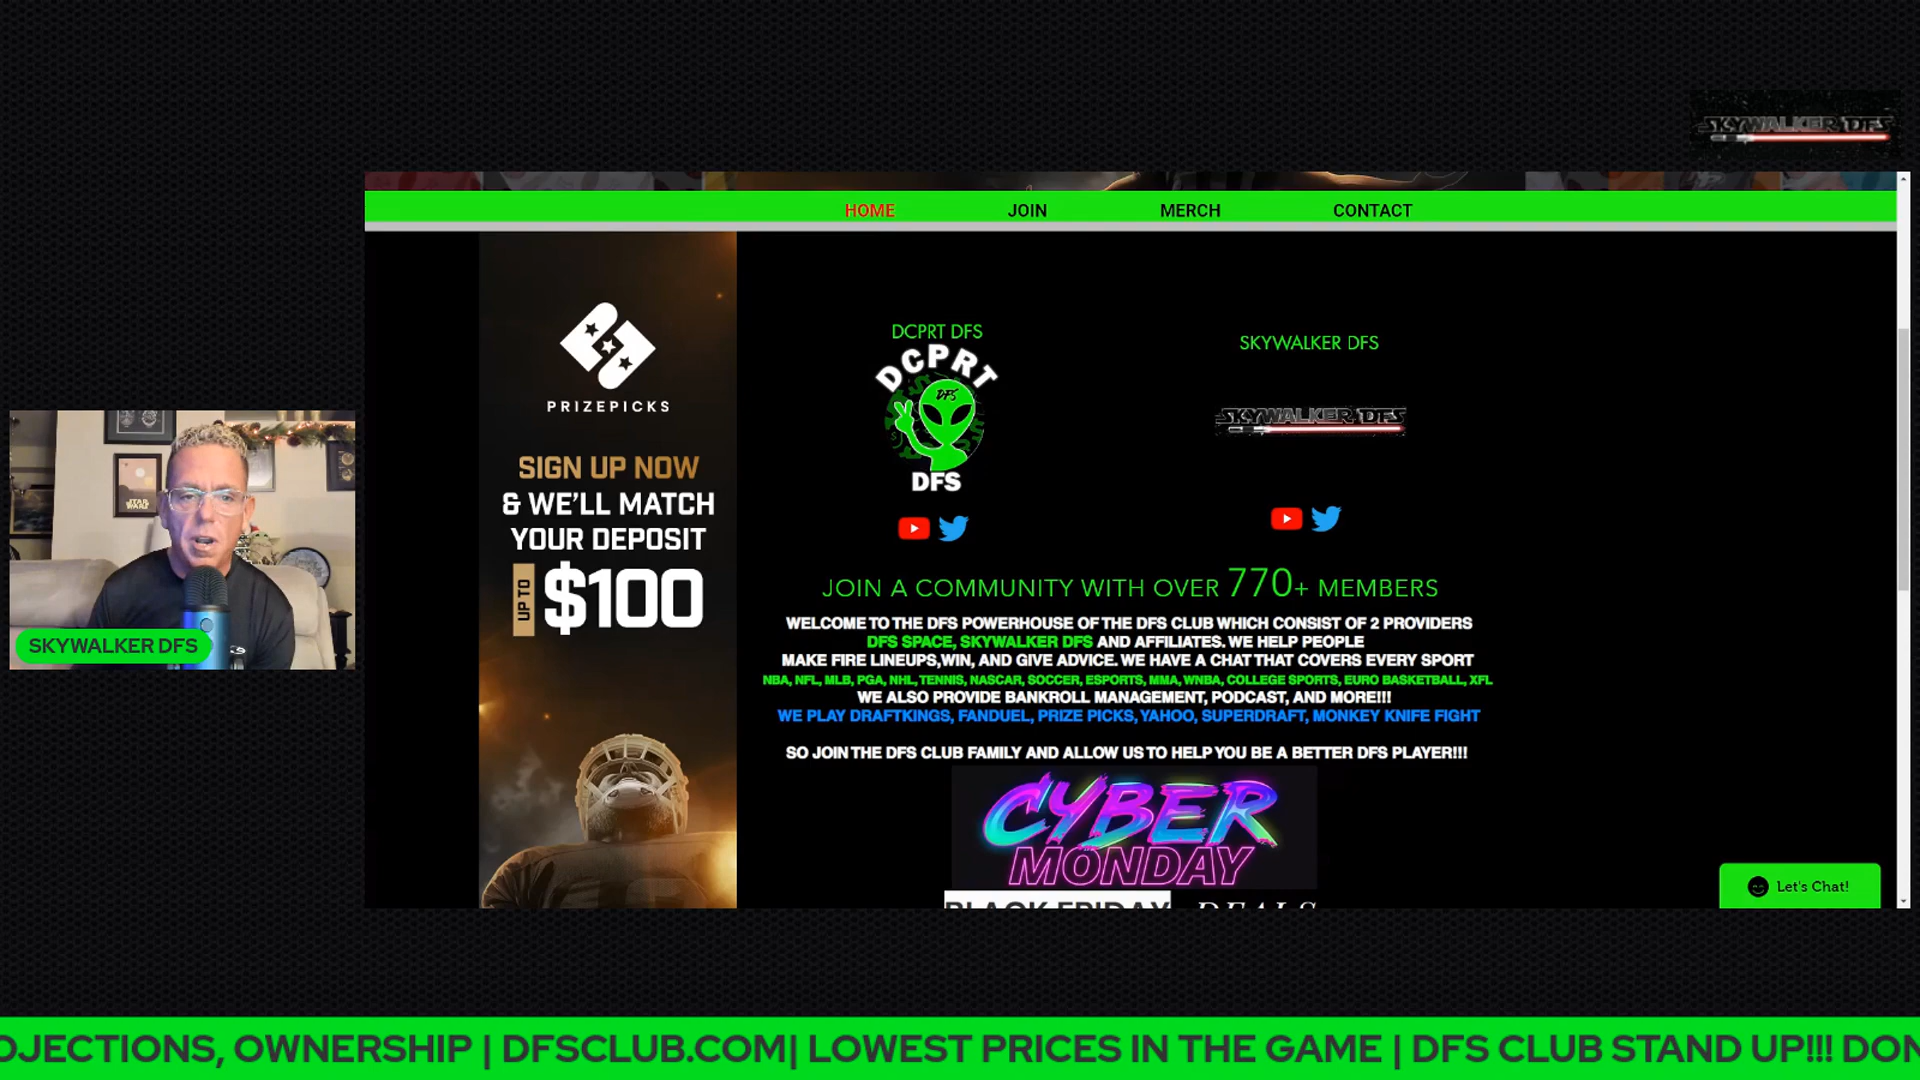 SKYWALKER DFS
HOME JOIN MERCH CONTACT
PRIZEPICKS
SIGN UP NOW
& WE'LL MATCH
YOUR DEPOSIT
UP TO $100
DCPRT DFS
DCPRT
DFS
DFS
SKYWALKER DFS
SKYWALKER DFS
STAR WARS
SKYWALKER DFS
JOIN A COMMUNITY WITH OVER 770+ MEMBERS
WELCOME TO THE DFS POWERHOUSE OF THE DFS CLUB WHICH CONSIST OF 2 PROVIDERS
DFS SPACE, SKYWALKER DFS AND AFFILIATES. WE HELP PEOPLE
MAKE FIRE LINEUPS,WIN, AND GIVE ADVICE. WE HAVE A CHAT THAT COVERS EVERY SPORT
NBA, NFL, MLB, PGA, NHL, TENNIS, NASCAR, SOCCER, ESPORTS, MMA, WNBA, COLLEGE SPORTS, EURO BASKETBALL, XFL
WE ALSO PROVIDE BANKROLL MANAGEMENT, PODCAST, AND MORE!!!
WE PLAY DRAFTKINGS, FANDUEL, PRIZE PICKS, YAHOO, SUPERDRAFT, MONKEY KNIFE FIGHT
SO JOIN THE DFS CLUB FAMILY AND ALLOW US TO HELP YOU BE A BETTER DFS PLAYER!!!
CYBER
MONDAY
BLACK FRIDAY DEALS
Let's Chat!
OJECTIONS, OWNERSHIP | DFSCLUB.COM| LOWEST PRICES IN THE GAME | DFS CLUB STAND UP!!! DON